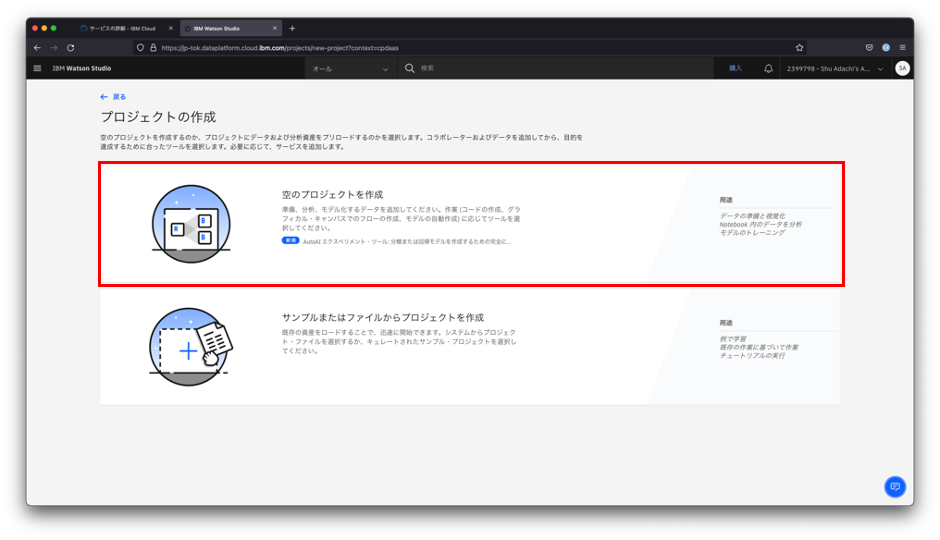 サービスの詳細 - IBM Cloud
IBM Watson Studio
https://jp-tok.dataplatform.cloud.ibm.com/projects/new-project?context=cpdaas
IBM Watson Studio
オール
検索
購入
2399798 - Shu Adachi's A...
SA
戻る
プロジェクトの作成
空のプロジェクトを作成するのか、プロジェクトにデータおよび分析資産をプリロードするのかを選択します。コラボレーターおよびデータを追加してから、目的を
達成するために合ったツールを選択します。必要に応じて、サービスを追加します。
空のプロジェクトを作成
準備、分析、モデル化するデータを追加してください。作業 (コードの作成、グラ
フィカル・キャンバスでのフローの作成、モデルの自動作成) に応じてツールを選
択してください。
新規 AutoAI エクスペリメント・ツール: 分類または回帰モデルを作成するための完全に...
用途
データの準備と視覚化
Notebook 内のデータを分析
モデルのトレーニング
A
B
B
サンプルまたはファイルからプロジェクトを作成
既存の資産をロードすることで、迅速に開始できます。システムからプロジェク
ト・ファイルを選択するか、キュレートされたサンプル・プロジェクトを選択し
てください。
用途
例で学習
既存の作業に基づいて作業
チュートリアルの実行